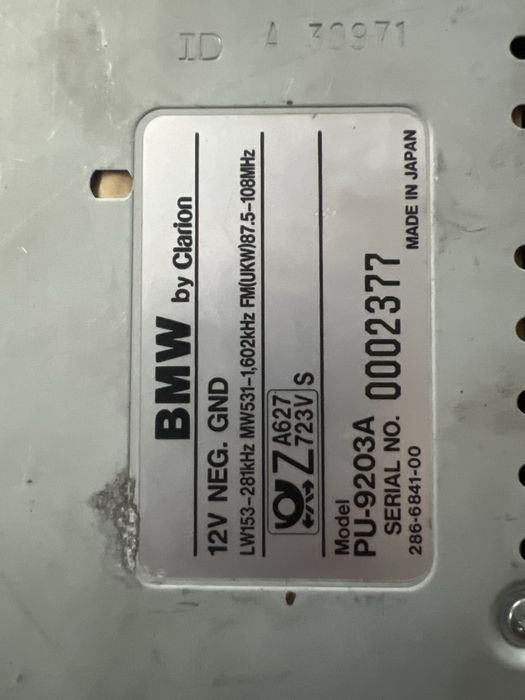 ID A 30971
BMW by Clarion
12V NEG. GND
LW153-281kHz MW531-1,602kHz FM(UKW)87.5-108MHz
Z A627
723V S
Model
PU-9203A
SERIAL NO. 0002377
286-6841-00 MADE IN JAPAN